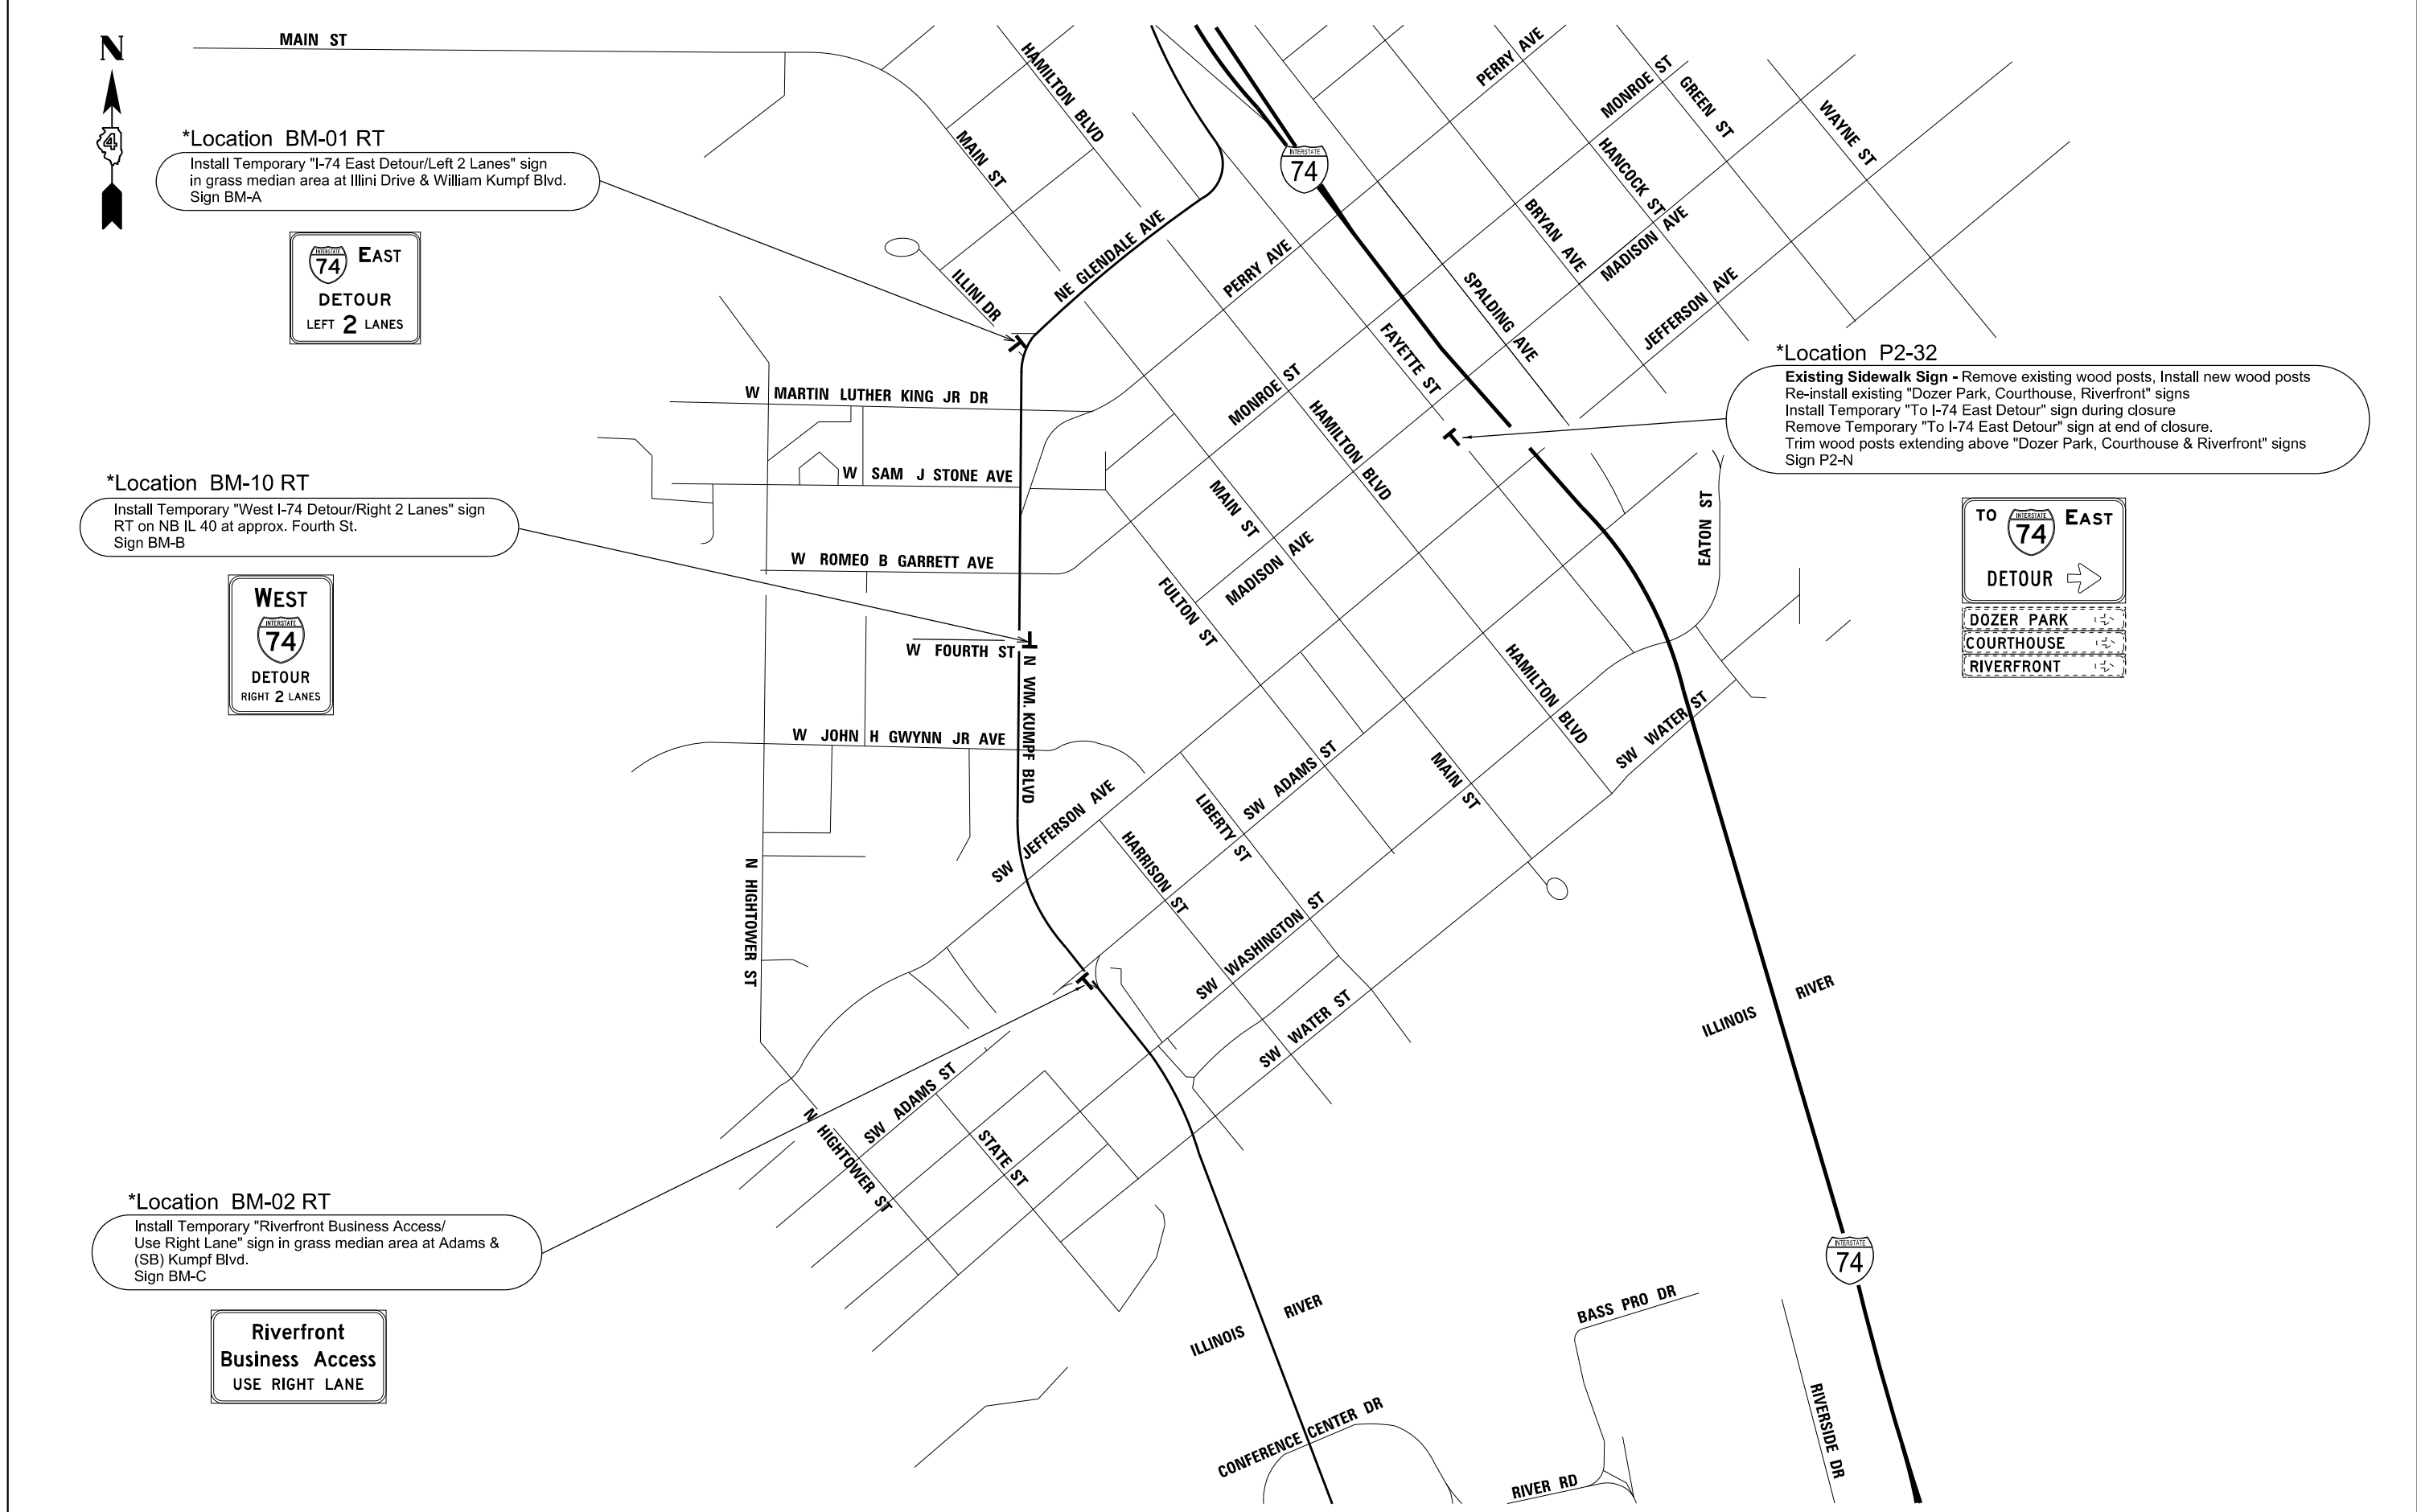 N
4
MAIN ST
*Location BM-01 RT
Install Temporary "I-74 East Detour/Left 2 Lanes" sign
in grass median area at Illini Drive & William Kumpf Blvd.
Sign BM-A
INTERSTATE
74 EAST
DETOUR
LEFT 2 LANES
*Location BM-10 RT
Install Temporary "West I-74 Detour/Right 2 Lanes" sign
RT on NB IL 40 at approx. Fourth St.
Sign BM-B
WEST
INTERSTATE
74
DETOUR
RIGHT 2 LANES
*Location BM-02 RT
Install Temporary "Riverfront Business Access/
Use Right Lane" sign in grass median area at Adams &
(SB) Kumpf Blvd.
Sign BM-C
Riverfront
Business Access
USE RIGHT LANE
*Location P2-32
Existing Sidewalk Sign - Remove existing wood posts, Install new wood posts
Re-install existing "Dozer Park, Courthouse, Riverfront" signs
Install Temporary "To I-74 East Detour" sign during closure
Remove Temporary "To I-74 East Detour" sign at end of closure.
Trim wood posts extending above "Dozer Park, Courthouse & Riverfront" signs
Sign P2-N
INTERSTATE
TO 74 EAST
DETOUR
DOZER PARK
COURTHOUSE
RIVERFRONT
HAMILTON BLVD
MAIN ST
ILLINI DR
NE GLENDALE AVE
INTERSTATE
74
PERRY AVE
MONROE ST
GREEN ST
WAYNE ST
HANCOCK ST
BRYAN AVE
MADISON AVE
PERRY AVE
SPALDING AVE
JEFFERSON AVE
FAYETTE ST
W MARTIN LUTHER KING JR DR
MONROE ST
HAMILTON BLVD
W SAM J STONE AVE
MAIN ST
EATON ST
W ROMEO B GARRETT AVE
MADISON AVE
FULTON ST
W FOURTH ST
N WM. KUMPF BLVD
HAMILTON BLVD
SW WATER ST
W JOHN H GWYNN JR AVE
SW ADAMS ST
MAIN ST
SW JEFFERSON AVE
LIBERTY ST
HARRISON ST
N HIGHTOWER ST
SW WASHINGTON ST
SW WATER ST
ILLINOIS RIVER
SW ADAMS ST
N HIGHTOWER ST
STATE ST
INTERSTATE
74
ILLINOIS RIVER
BASS PRO DR
CONFERENCE CENTER DR
RIVERSIDE DR
RIVER RD